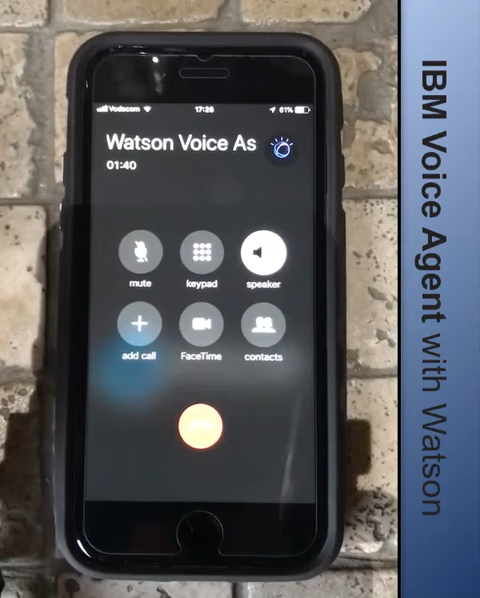 Vodacom 17:26 81%
Watson Voice As
01:40
mute keypad speaker
add call FaceTime contacts
IBM Voice Agent with Watson